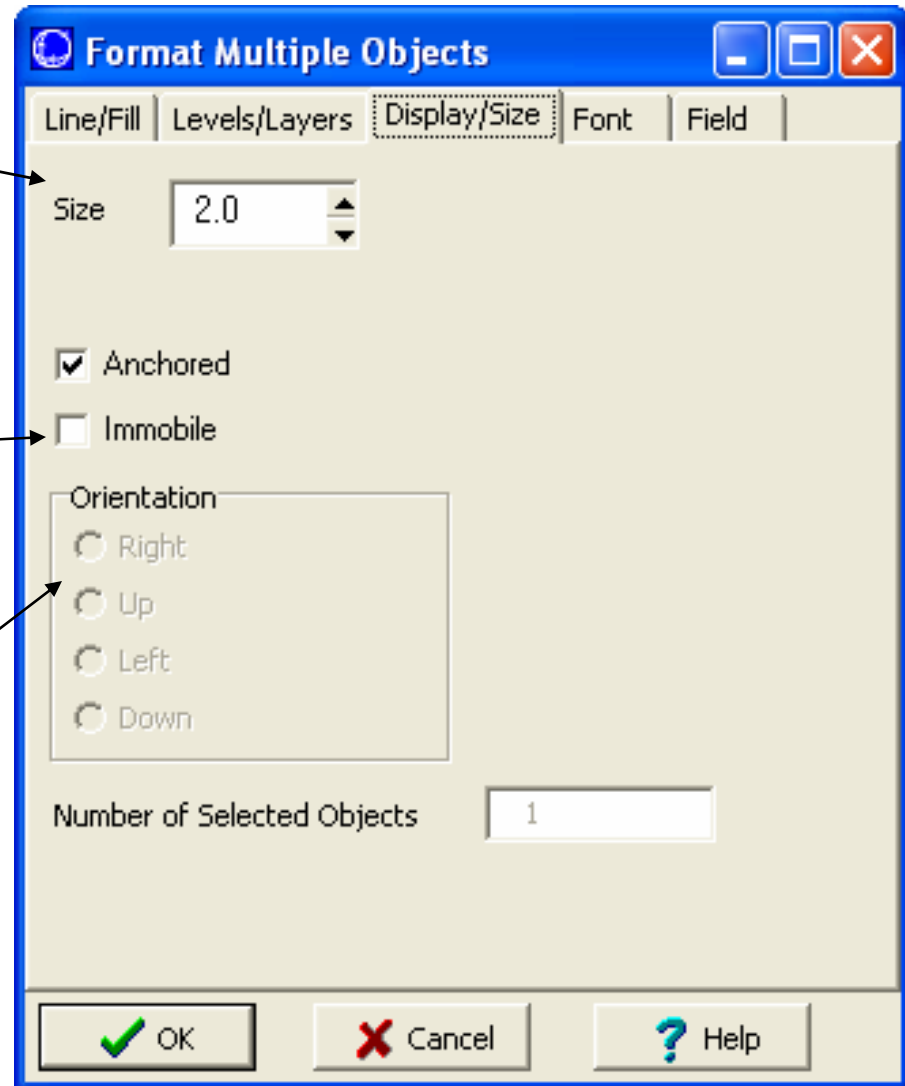 Format Multiple Objects
Line/Fill Levels/Layers Display/Size Font Field
Size 2.0
Anchored
Immobile
Orientation
Right
Up
Left
Down
Number of Selected Objects 1
OK Cancel ? Help